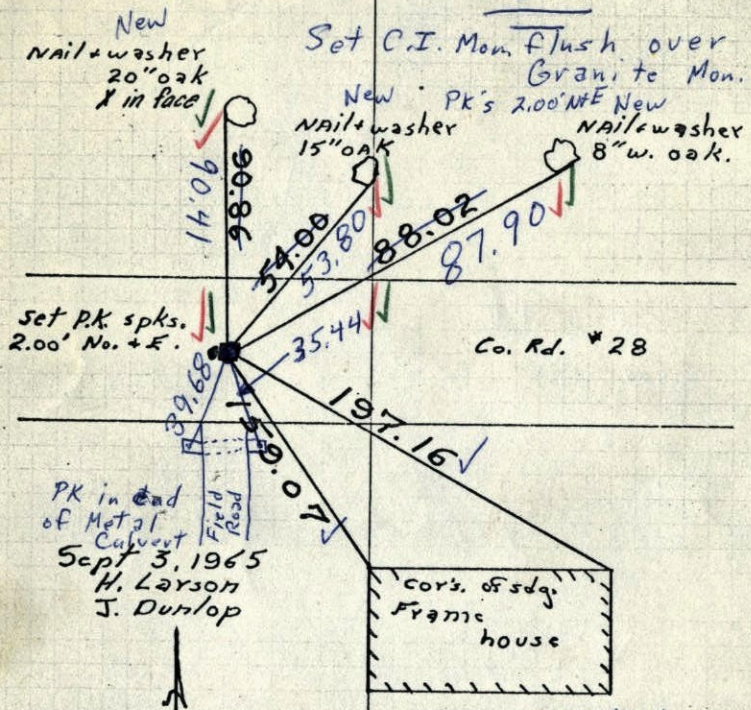 New
Nail + washer
20" oak
X in face
Set C.I. Mon. flush over
Granite Mon.
New
Nail + washer
15" oak
PK's 2.00' N+E New
Nail + washer
8" w. oak.
90.41
90.06
54.00
53.80
88.02
87.90
set P.K. spks.
2.00' No. + E.
35.44
Co. Rd. #28
39.68
159.07
197.16
PK in End
of Metal
Culvert
Field
Road
Sept 3, 1965
H. Larson
J. Dunlop
cor's. of sdg.
Frame
house